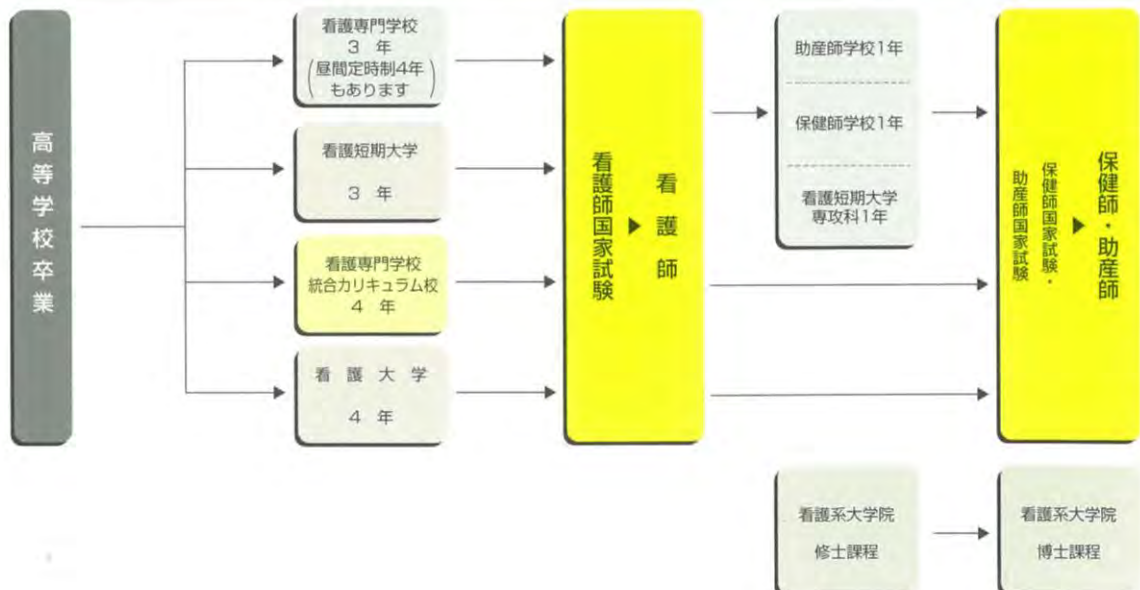 高等学校卒業
看護専門学校
3 年
(昼間定時制4年
もあります)
看護短期大学
3 年
看護専門学校
統合カリキュラム校
4 年
看 護 大 学
4 年
看護師国家試験
▶
看 護 師
助産師学校1年
保健師学校1年
看護短期大学
専攻科1年
保健師国家試験・
助産師国家試験
▶
保健師・助産師
看護系大学院
修士課程
看護系大学院
博士課程